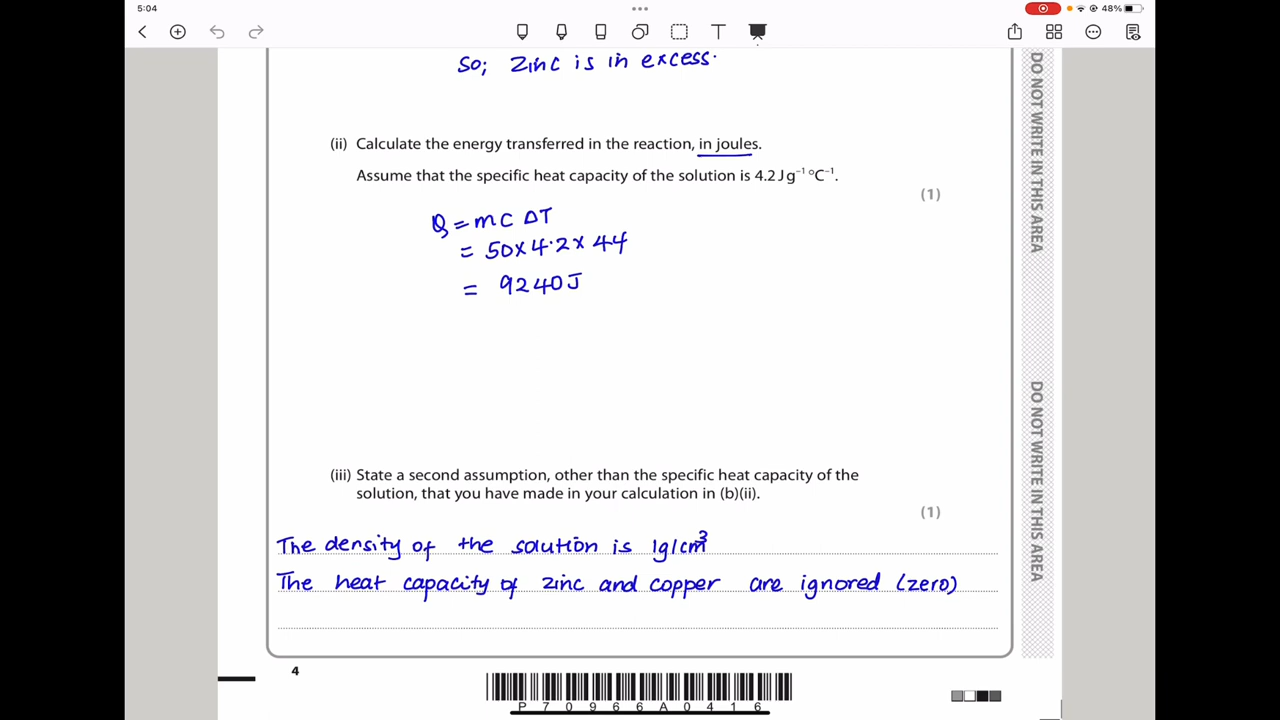 5:04
48%
So; Zinc is in excess.
(ii) Calculate the energy transferred in the reaction, in joules.
Assume that the specific heat capacity of the solution is 4.2 J g⁻¹ °C⁻¹.
(1)
Q = mc ΔT
= 50 × 4.2 × 44
= 9240 J
(iii) State a second assumption, other than the specific heat capacity of the
solution, that you have made in your calculation in (b)(ii).
(1)
The density of the solution is 1g/cm³
The heat capacity of zinc and copper are ignored (zero)
4
P 7 0 9 6 6 A 0 4 1 6
DO NOT WRITE IN THIS AREA
DO NOT WRITE IN THIS AREA